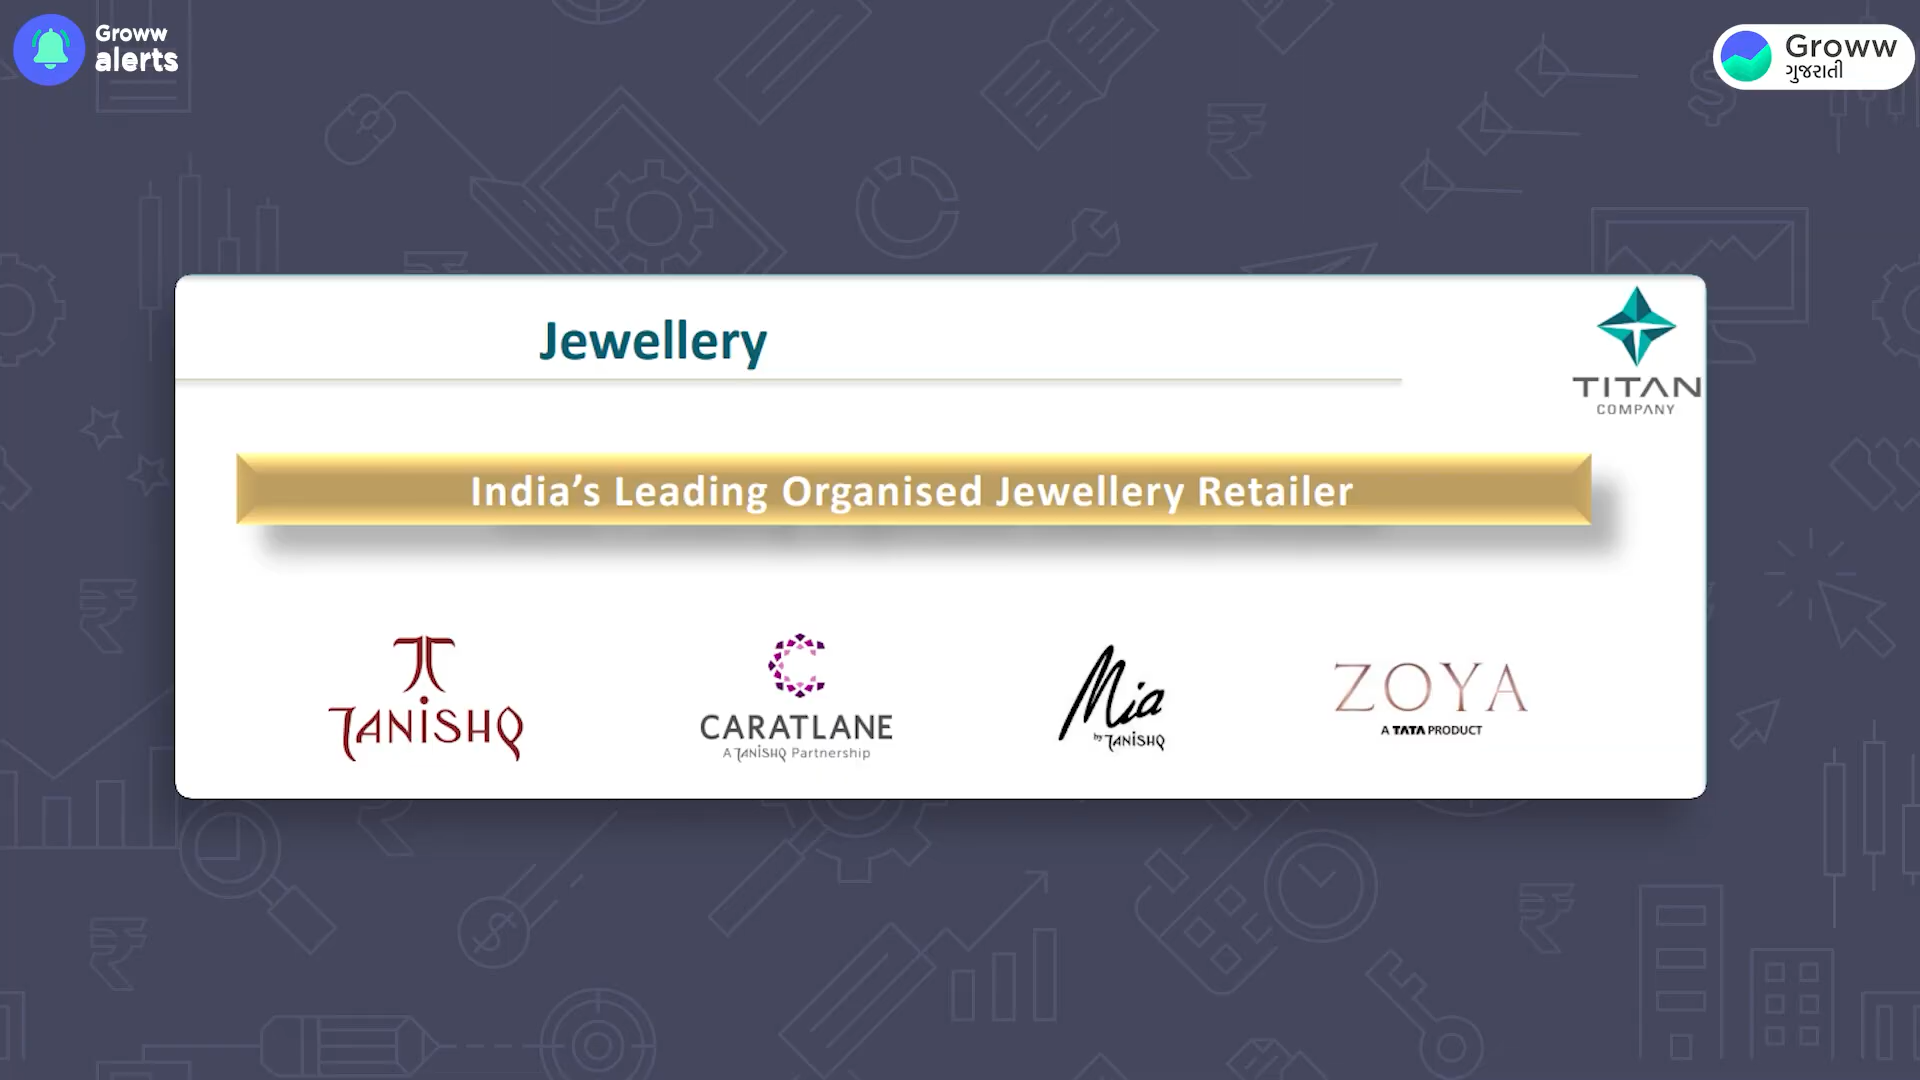 Groww
alerts
Groww
ગુજરાતી
Jewellery
TITAN
COMPANY
India’s Leading Organised Jewellery Retailer
TANISHQ
CARATLANE
A TANISHQ Partnership
Mia
by TANISHQ
ZOYA
A TATA PRODUCT